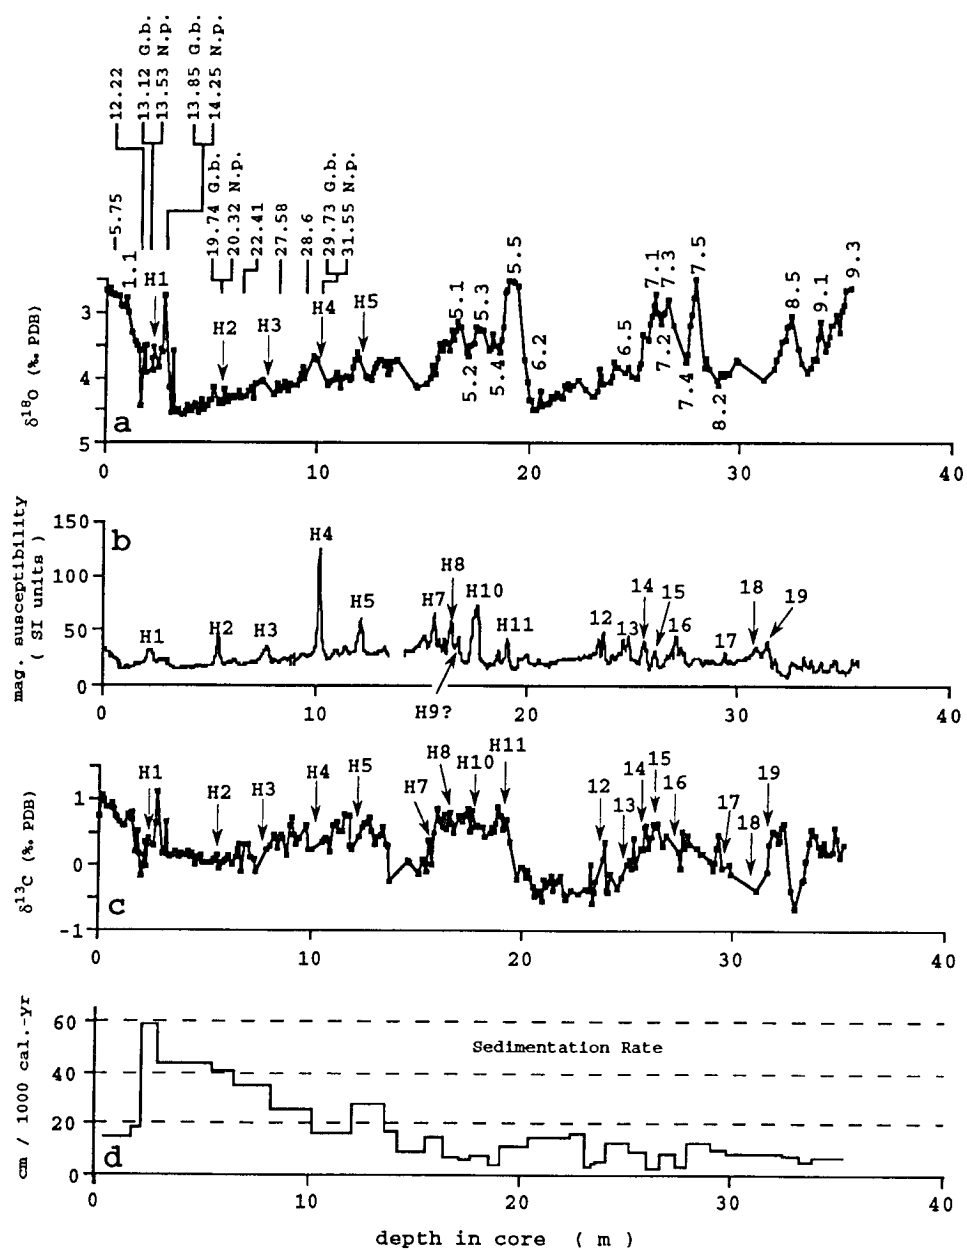 12.22
13.12 G.b.
13.53 N.p.
13.85 G.b.
14.25 N.p.
5.75
19.74 G.b.
20.32 N.p.
22.41
27.58
28.6
29.73 G.b.
31.55 N.p.
1.1
H1
H2
H3
H4
H5
5.1
5.2
5.3
5.4
5.5
6.2
6.5
7.1
7.2
7.3
7.4
7.5
8.2
8.5
9.1
9.3
δ18O (‰ PDB)
3
4
5
a
0 10 20 30 40
mag. susceptibility
( SI units )
150
100
50
0
b
H1 H2 H3 H4 H5 H7 H8 H9? H10 H11 12 13 14 15 16 17 18 19
0 10 20 30 40
δ13C (‰ PDB)
1
0
-1
c
H1 H2 H3 H4 H5 H7 H8 H10 H11 12 13 14 15 16 17 18 19
0 10 20 30 40
cm / 1000 cal.-yr
60
40
20
0
d
Sedimentation Rate
0 10 20 30 40
depth in core ( m )